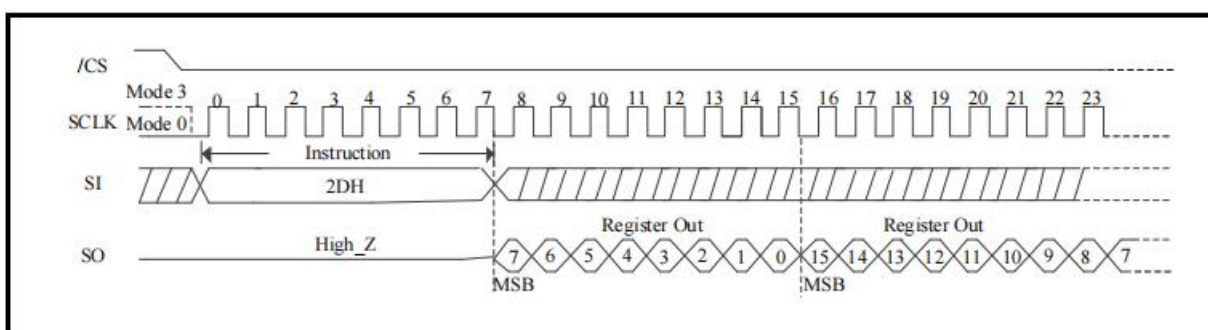 /CS
Mode 3
SCLK Mode 0
0 1 2 3 4 5 6 7 8 9 10 11 12 13 14 15 16 17 18 19 20 21 22 23
Instruction
SI
2DH
Register Out Register Out
SO
High_Z
7 6 5 4 3 2 1 0 15 14 13 12 11 10 9 8 7
MSB MSB